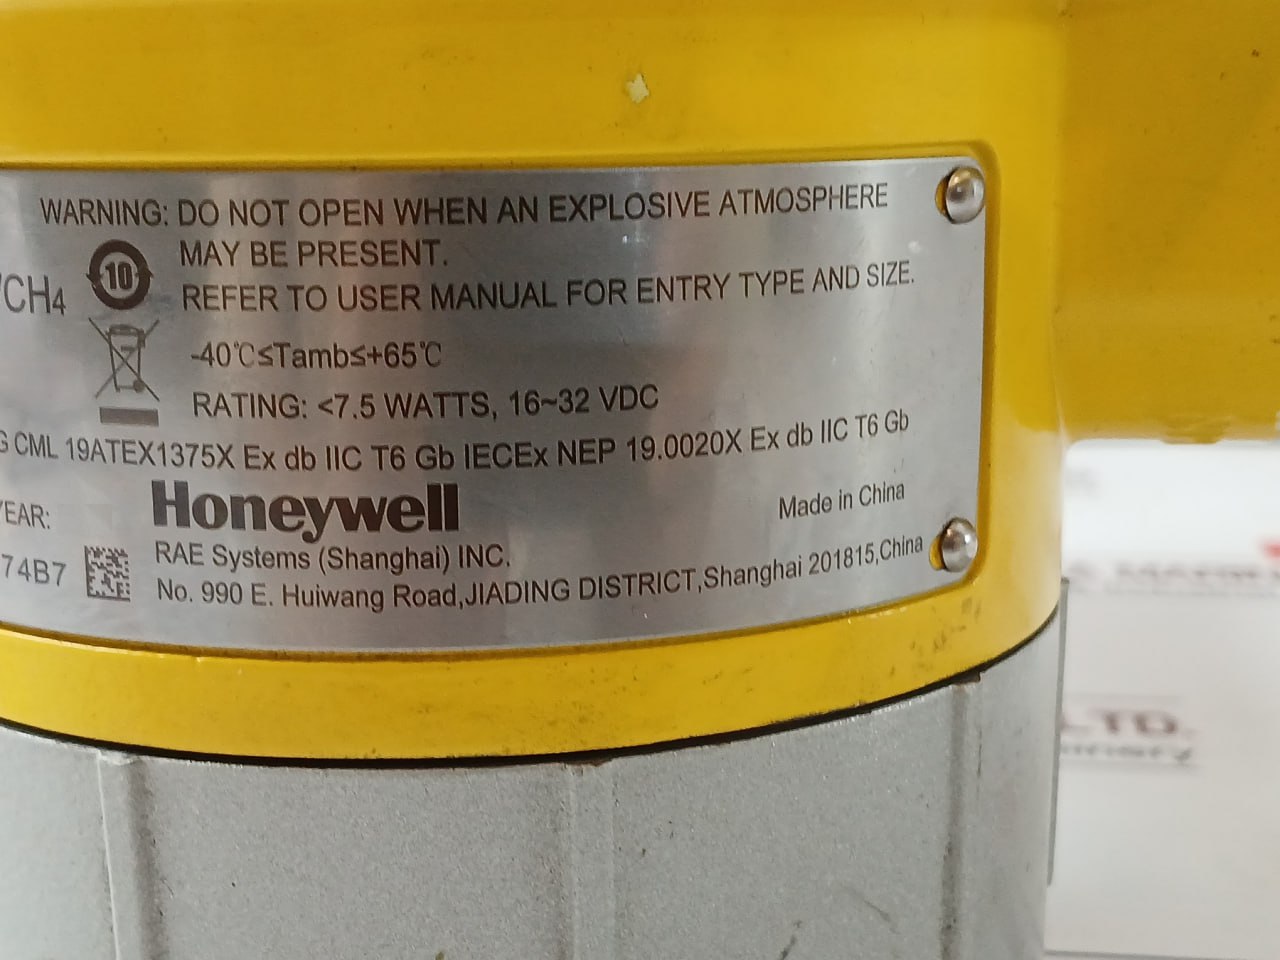 WARNING: DO NOT OPEN WHEN AN EXPLOSIVE ATMOSPHERE
MAY BE PRESENT.
REFER TO USER MANUAL FOR ENTRY TYPE AND SIZE.
/CH4
10
-40℃≤Tamb≤+65℃
RATING: <7.5 WATTS, 16~32 VDC
G CML 19ATEX1375X Ex db IIC T6 Gb IECEx NEP 19.0020X Ex db IIC T6 Gb
YEAR:
Honeywell
Made in China
74B7
RAE Systems (Shanghai) INC.
No. 990 E. Huiwang Road,JIADING DISTRICT,Shanghai 201815,China
LTD.